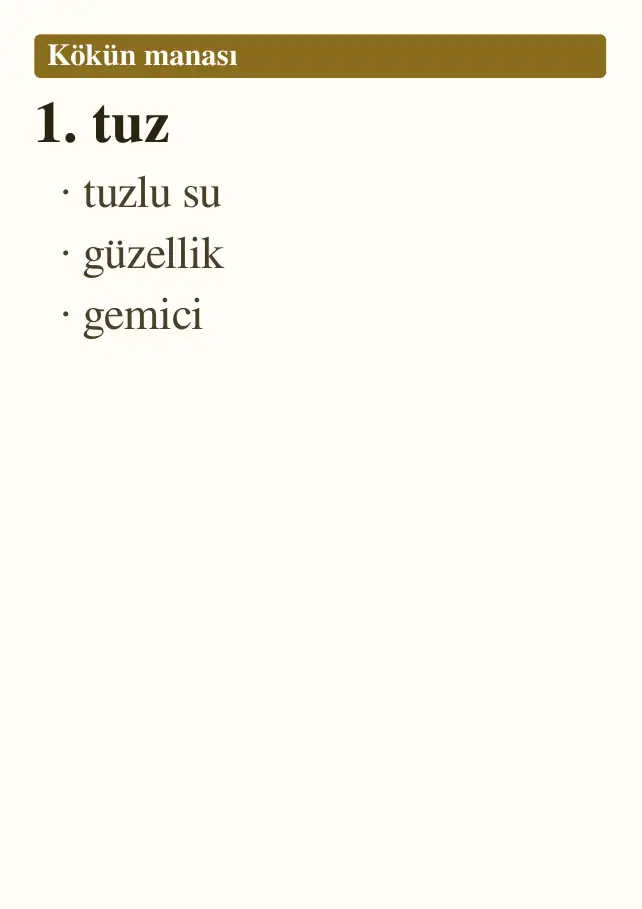 Kökün manası
1. tuz
· tuzlu su
· güzellik
· gemici